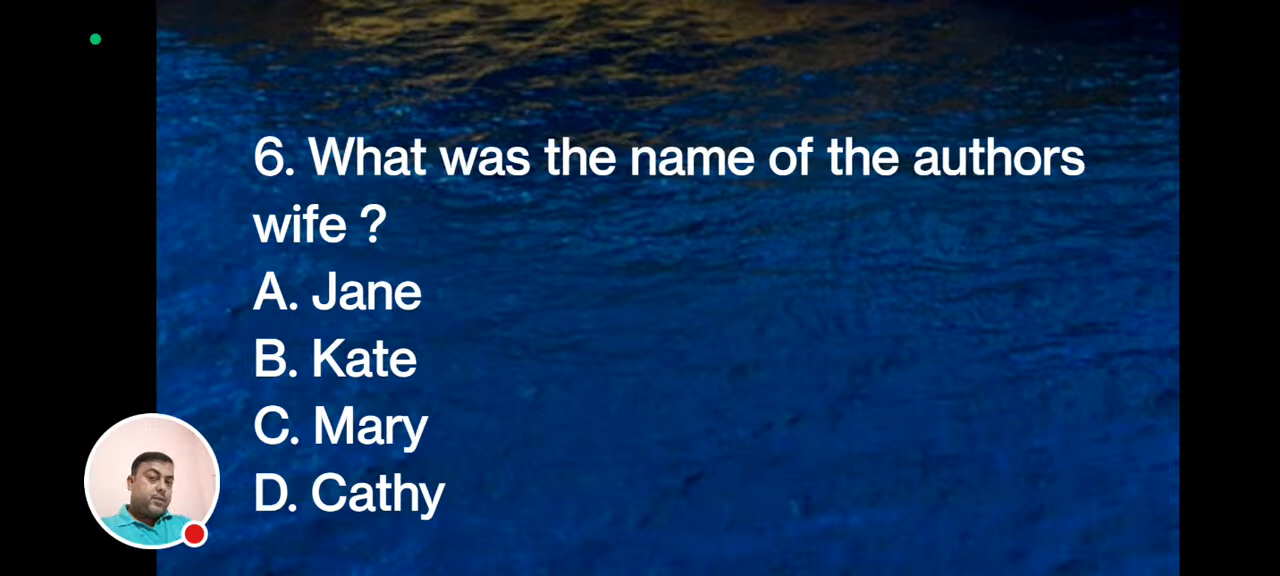 6. What was the name of the authors
wife ?
A. Jane
B. Kate
C. Mary
D. Cathy